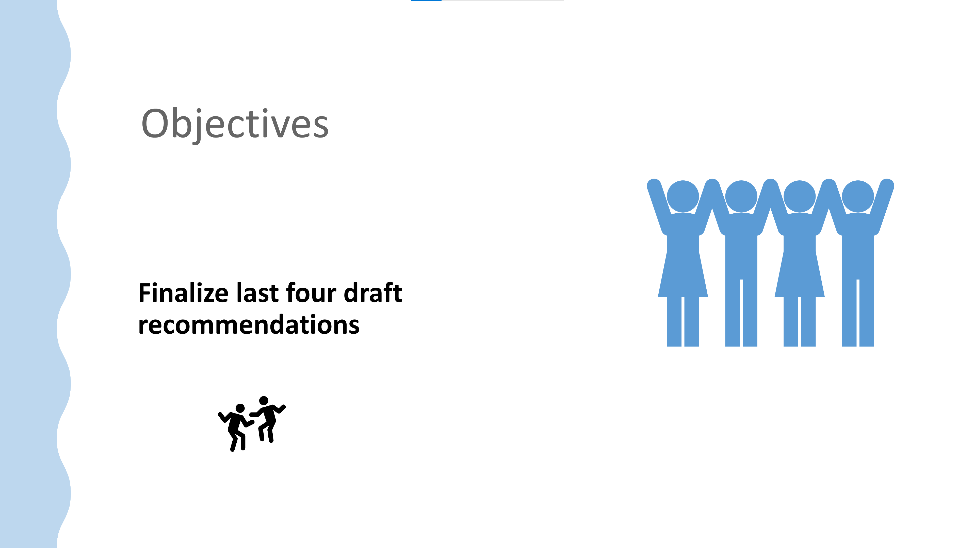 Objectives
Finalize last four draft
recommendations